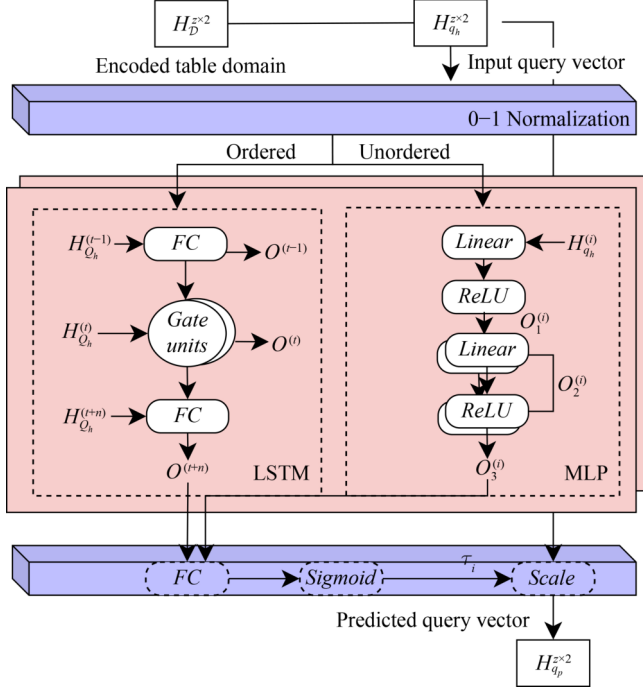 H_𝒟^{z×2}
H_{q_h}^{z×2}
Encoded table domain
Input query vector
0−1 Normalization
Ordered
Unordered
H_{Q_h}^{(t−1)}
FC
O^{(t−1)}
H_{Q_h}^{(t)}
Gate
units
O^{(t)}
H_{Q_h}^{(t+n)}
FC
O^{(t+n)}
LSTM
Linear
H_{q_h}^{(i)}
ReLU
O_1^{(i)}
Linear
O_2^{(i)}
ReLU
O_3^{(i)}
MLP
FC
Sigmoid
τ_i
Scale
Predicted query vector
H_{q_p}^{z×2}